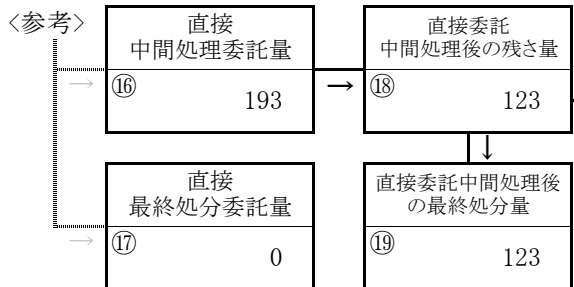 〈参考〉
直接
中間処理委託量
→
⑯
193
→
直接委託
中間処理後の残さ量
⑱
123
↓
直接
最終処分委託量
→
⑰
0
直接委託中間処理後
の最終処分量
⑲
123